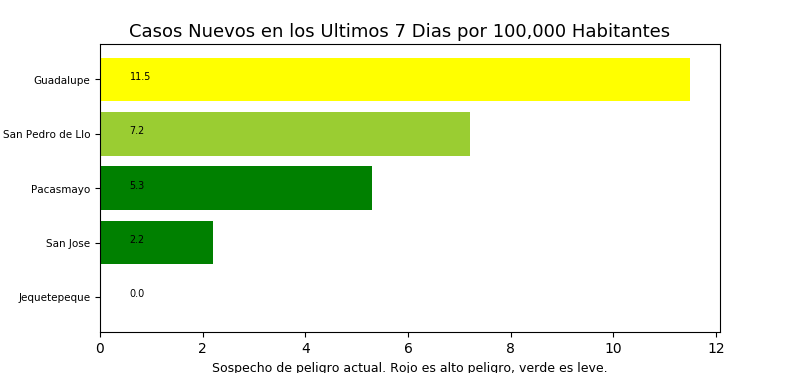 Casos Nuevos en los Ultimos 7 Dias por 100,000 Habitantes
Guadalupe 11.5
San Pedro de Llo 7.2
Pacasmayo 5.3
San Jose 2.2
Jequetepeque 0.0
0 2 4 6 8 10 12
Sospecho de peligro actual. Rojo es alto peligro, verde es leve.